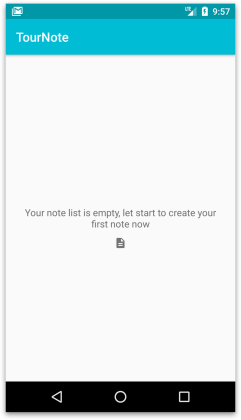 9:57
TourNote
Your note list is empty, let start to create your
first note now